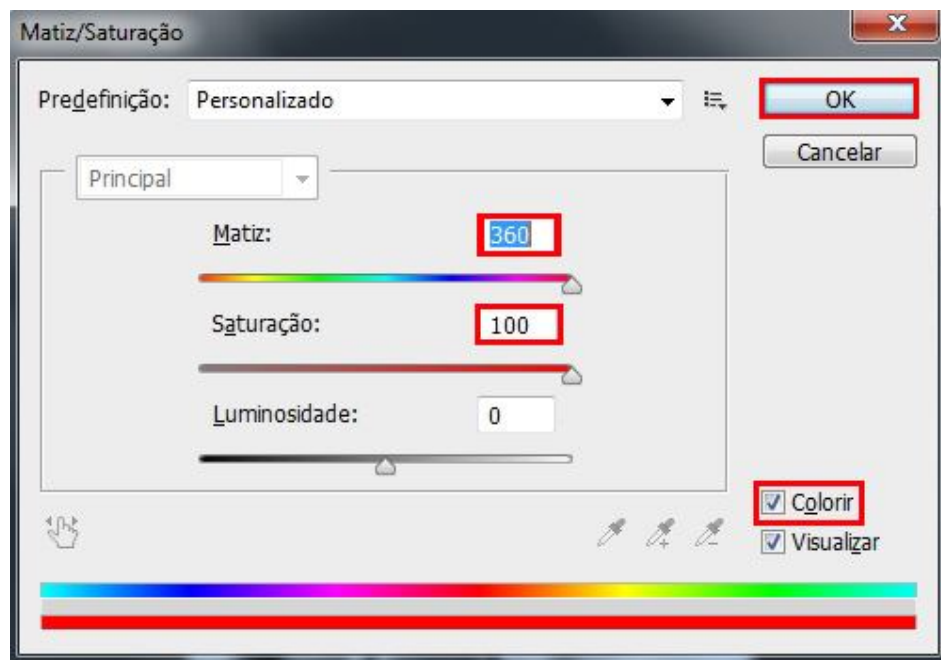 Matiz/Saturação
Predefinição: Personalizado
OK
Cancelar
Principal
Matiz: 360
Saturação: 100
Luminosidade: 0
Colorir
Visualizar